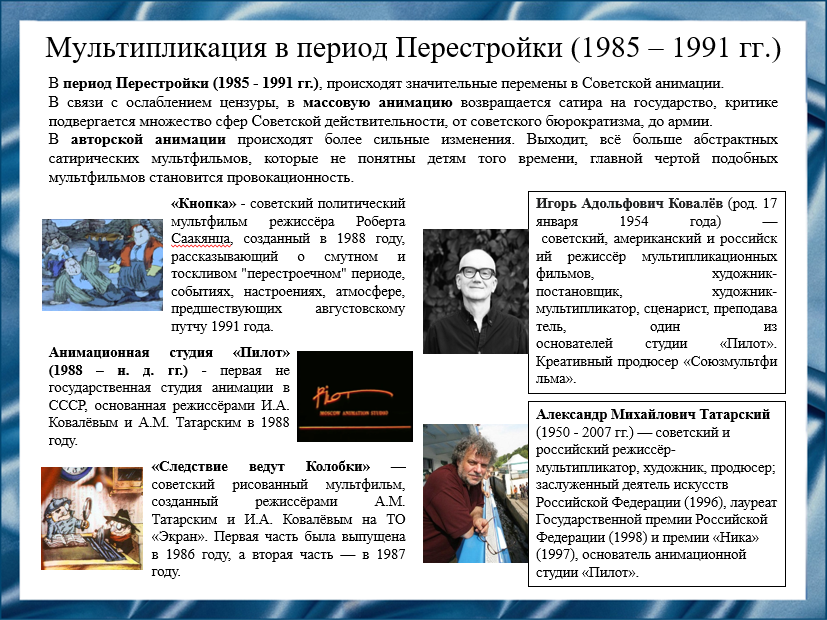 Мультипликация в период Перестройки (1985 – 1991 гг.)
В период Перестройки (1985 - 1991 гг.), происходят значительные перемены в Советской анимации.
В связи с ослаблением цензуры, в массовую анимацию возвращается сатира на государство, критике
подвергается множество сфер Советской действительности, от советского бюрократизма, до армии.
В авторской анимации происходят более сильные изменения. Выходит, всё больше абстрактных
сатирических мультфильмов, которые не понятны детям того времени, главной чертой подобных
мультфильмов становится провокационность.
«Кнопка» - советский политический
мультфильм режиссёра Роберта
Саакянца, созданный в 1988 году,
рассказывающий о смутном и
тоскливом "перестроечном" периоде,
событиях, настроениях, атмосфере,
предшествующих августовскому
путчу 1991 года.
Анимационная студия «Пилот»
(1988 – н. д. гг.) - первая не
государственная студия анимации в
СССР, основанная режиссёрами И.А.
Ковалёвым и А.М. Татарским в 1988
году.
Pilot
MOSCOW ANIMATION STUDIO
«Следствие ведут Колобки» —
советский рисованный мультфильм,
созданный режиссёрами А.М.
Татарским и И.А. Ковалёвым на ТО
«Экран». Первая часть была выпущена
в 1986 году, а вторая часть — в 1987
году.
Игорь Адольфович Ковалёв (род. 17
января 1954 года) —
советский, американский и российск
ий режиссёр мультипликационных
фильмов, художник-
постановщик, художник-
мультипликатор, сценарист, преподава
тель, один из
основателей студии «Пилот».
Креативный продюсер «Союзмультфи
льма».
Александр Михайлович Татарский
(1950 - 2007 гг.) — советский и
российский режиссёр-
мультипликатор, художник, продюсер;
заслуженный деятель искусств
Российской Федерации (1996), лауреат
Государственной премии Российской
Федерации (1998) и премии «Ника»
(1997), основатель анимационной
студии «Пилот».